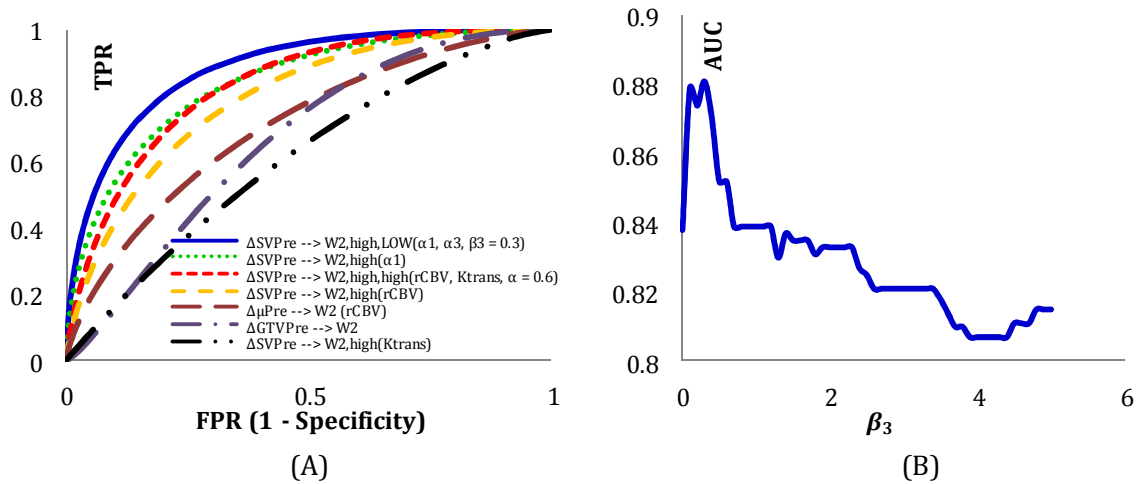 1
0.8
0.6
0.4
0.2
0
TPR
ΔSVPre --> W2,high,LOW(α1, α3, β3 = 0.3)
ΔSVPre --> W2,high(α1)
ΔSVPre --> W2,high,high(rCBV, Ktrans, α = 0.6)
ΔSVPre --> W2,high(rCBV)
ΔμPre --> W2 (rCBV)
ΔGTVPre --> W2
ΔSVPre --> W2,high(Ktrans)
0 0.5 1
FPR (1 - Specificity)
(A)
0.9
0.88
0.86
0.84
0.82
0.8
AUC
0 2 4 6
β3
(B)